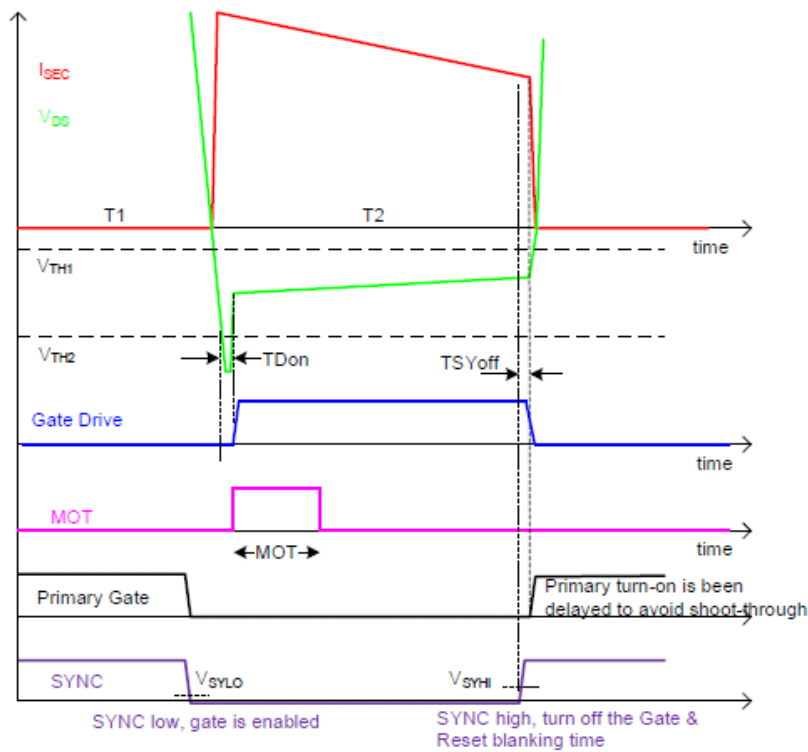 ISEC
VDS
T1
T2
time
VTH1
VTH2
TDon
TSYoff
Gate Drive
time
MOT
MOT
time
Primary Gate
Primary turn-on is been
delayed to avoid shoot-through
SYNC
VSYLO
VSYHI
SYNC low, gate is enabled
SYNC high, turn off the Gate &
Reset blanking time